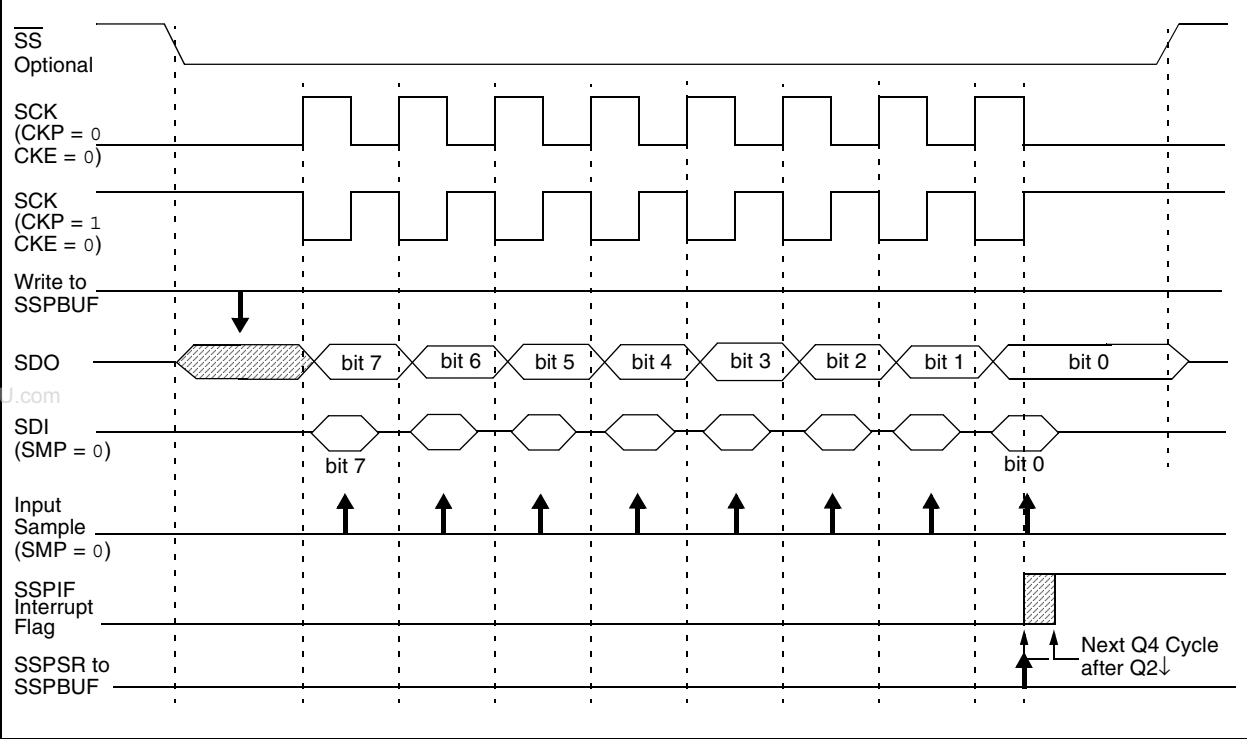 SS
Optional
SCK
(CKP = 0
CKE = 0)
SCK
(CKP = 1
CKE = 0)
Write to
SSPBUF
SDO
bit 7 bit 6 bit 5 bit 4 bit 3 bit 2 bit 1 bit 0
U.com
SDI
(SMP = 0)
bit 7 bit 0
Input
Sample
(SMP = 0)
SSPIF
Interrupt
Flag
Next Q4 Cycle
after Q2↓
SSPSR to
SSPBUF